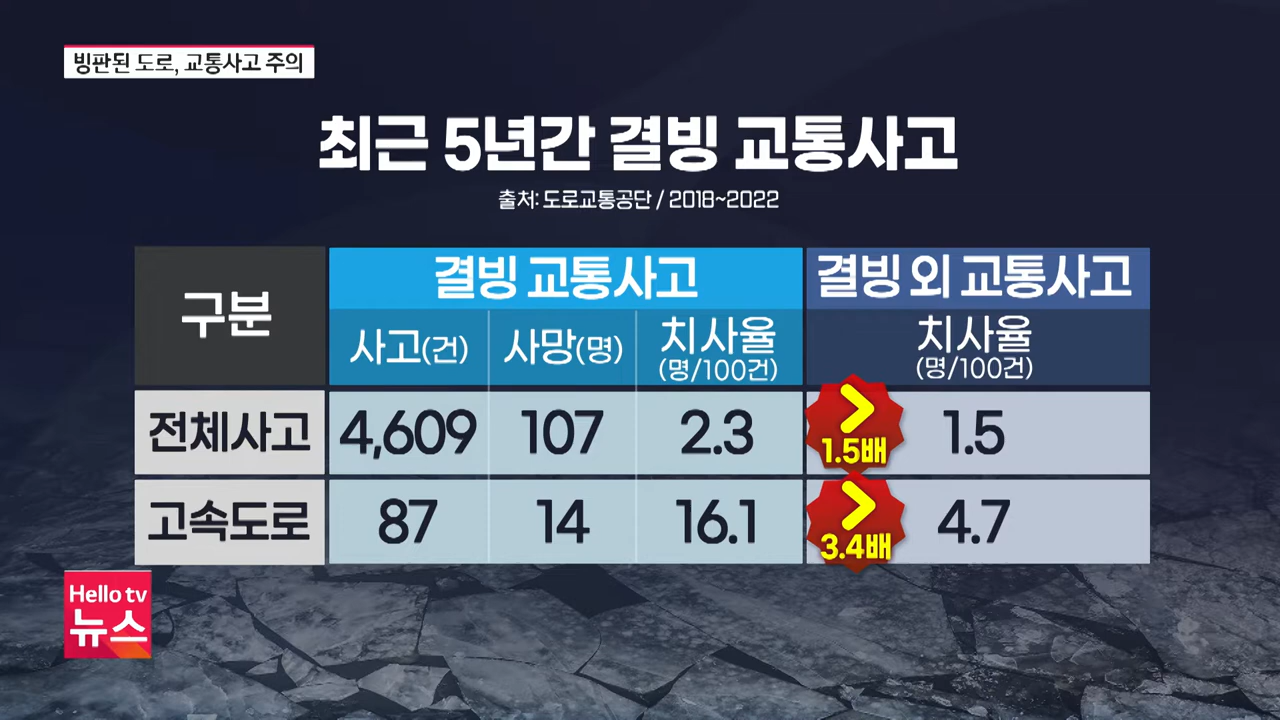 빙판된 도로, 교통사고 주의
최근 5년간 결빙 교통사고
출처: 도로교통공단 / 2018~2022
구분 결빙 교통사고 결빙 외 교통사고
사고(건) 사망(명) 치사율 치사율
(명/100건) (명/100건)
전체사고 4,609 107 2.3 > 1.5배 1.5
고속도로 87 14 16.1 > 3.4배 4.7
Hello tv
뉴스